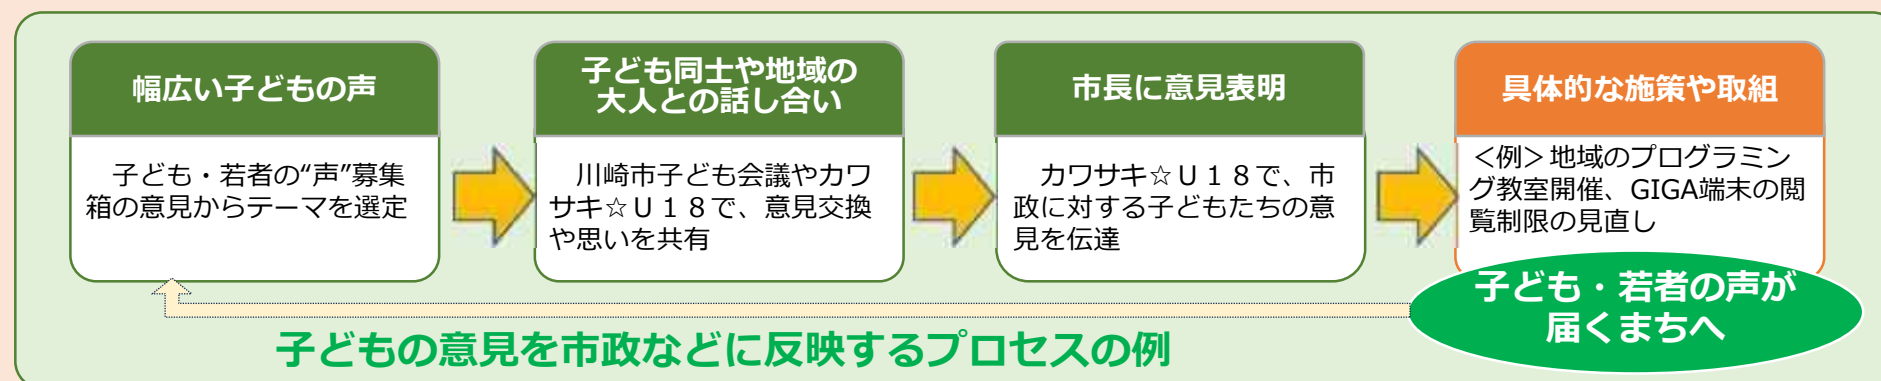 幅広い子どもの声
子ども・若者の“声”募集
箱の意見からテーマを選定
子ども同士や地域の
大人との話し合い
川崎市子ども会議やカワ
サキ☆Ｕ１８で、意見交換
や思いを共有
市長に意見表明
カワサキ☆Ｕ１８で、市
政に対する子どもたちの意
見を伝達
具体的な施策や取組
＜例＞地域のプログラミン
グ教室開催、GIGA端末の閲
覧制限の見直し
子ども・若者の声が
届くまちへ
子どもの意見を市政などに反映するプロセスの例